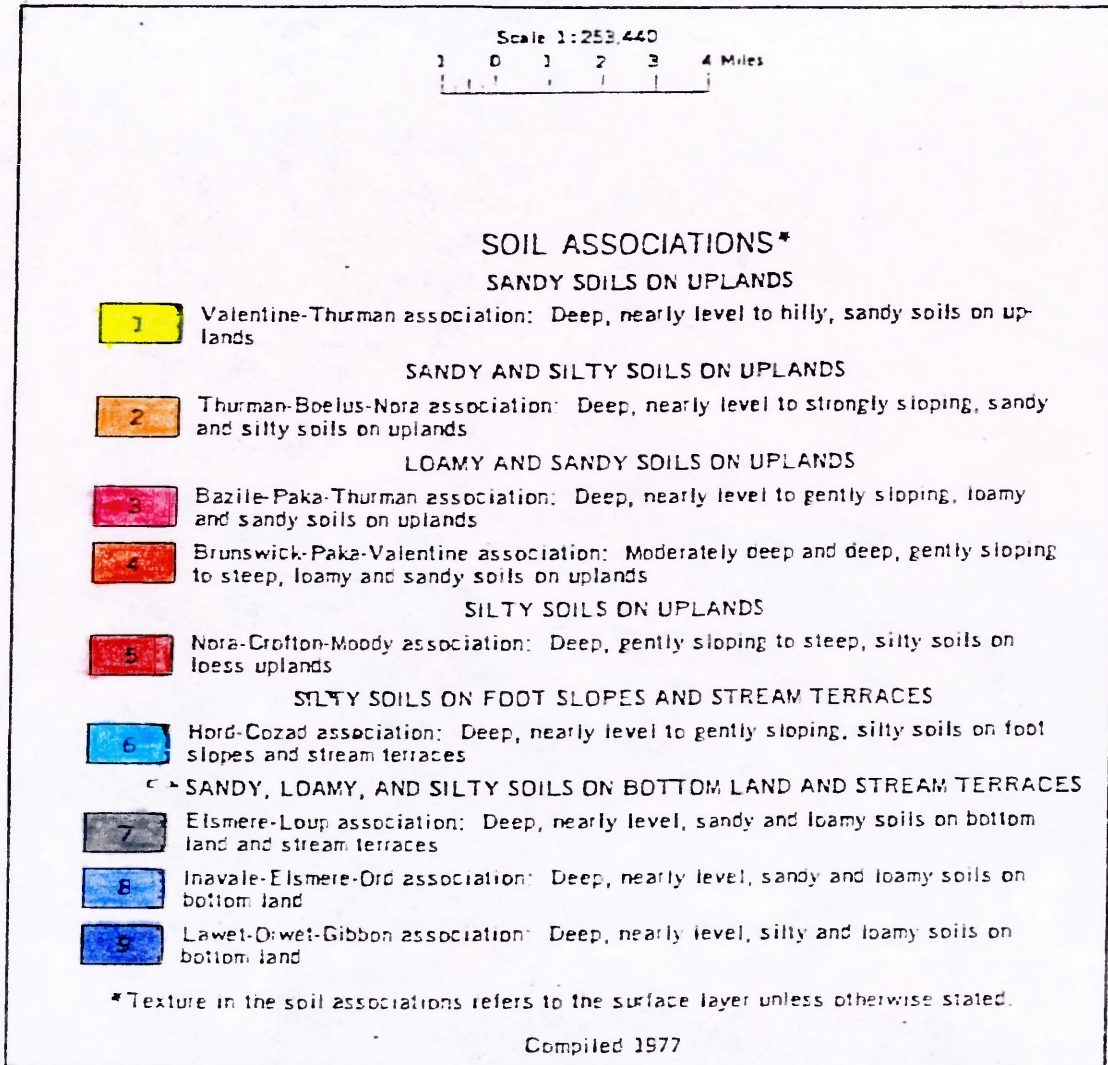 Scale 1:253,440
1 0 1 2 3 4 Miles
SOIL ASSOCIATIONS*
SANDY SOILS ON UPLANDS
1 Valentine-Thurman association: Deep, nearly level to hilly, sandy soils on up-
lands
SANDY AND SILTY SOILS ON UPLANDS
2 Thurman-Boelus-Nora association: Deep, nearly level to strongly sloping, sandy
and silty soils on uplands
LOAMY AND SANDY SOILS ON UPLANDS
3 Bazile-Paka-Thurman association: Deep, nearly level to gently sloping, loamy
and sandy soils on uplands
4 Brunswick-Paka-Valentine association: Moderately deep and deep, gently sloping
to steep, loamy and sandy soils on uplands
SILTY SOILS ON UPLANDS
5 Nora-Crofton-Moody association: Deep, gently sloping to steep, silty soils on
loess uplands
SILTY SOILS ON FOOT SLOPES AND STREAM TERRACES
6 Hord-Cozad association: Deep, nearly level to gently sloping, silty soils on foot
slopes and stream terraces
SANDY, LOAMY, AND SILTY SOILS ON BOTTOM LAND AND STREAM TERRACES
7 Elsmere-Loup association: Deep, nearly level, sandy and loamy soils on bottom
land and stream terraces
8 Inavale-Elsmere-Ord association: Deep, nearly level, sandy and loamy soils on
bottom land
9 Lawet-Orwet-Gibbon association: Deep, nearly level, silty and loamy soils on
bottom land
*Texture in the soil associations refers to the surface layer unless otherwise stated.
Compiled 1977